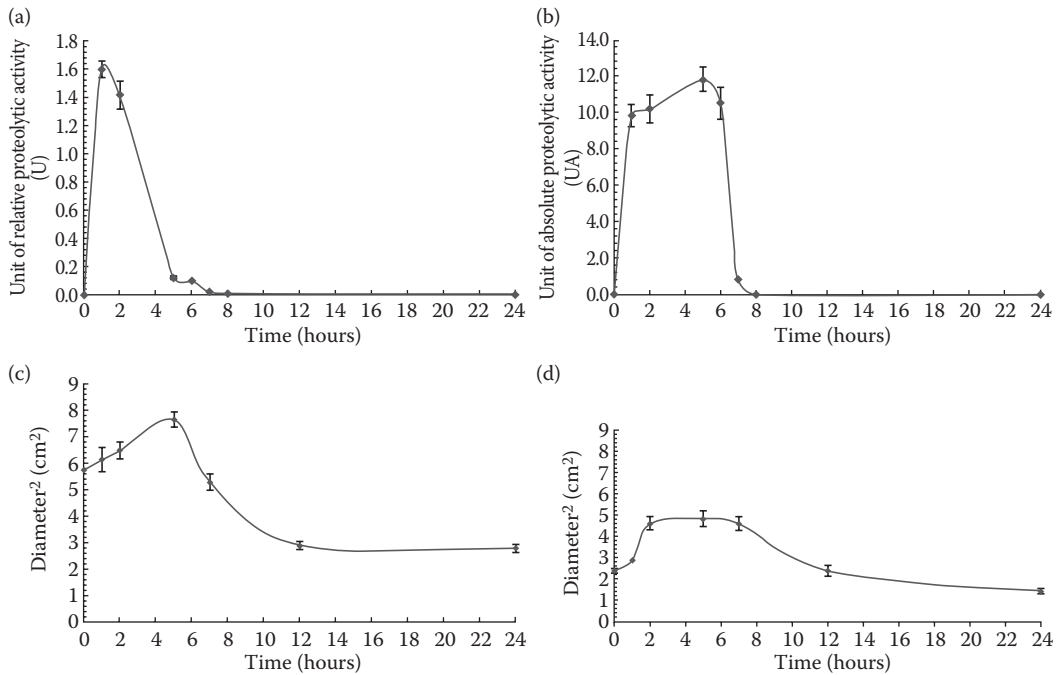 (a)
Unit of relative proteolytic activity
(U)
1.8
1.6
1.4
1.2
1.0
0.8
0.6
0.4
0.2
0.0
0 2 4 6 8 10 12 14 16 18 20 22 24
Time (hours)
(b)
Unit of absolute proteolytic activity
(UA)
14.0
12.0
10.0
8.0
6.0
4.0
2.0
0.0
0 2 4 6 8 10 12 14 16 18 20 22 24
Time (hours)
(c)
Diameter² (cm²)
9
8
7
6
5
4
3
2
1
0
0 2 4 6 8 10 12 14 16 18 20 22 24
Time (hours)
(d)
Diameter² (cm²)
9
8
7
6
5
4
3
2
1
0
0 2 4 6 8 10 12 14 16 18 20 22 24
Time (hours)